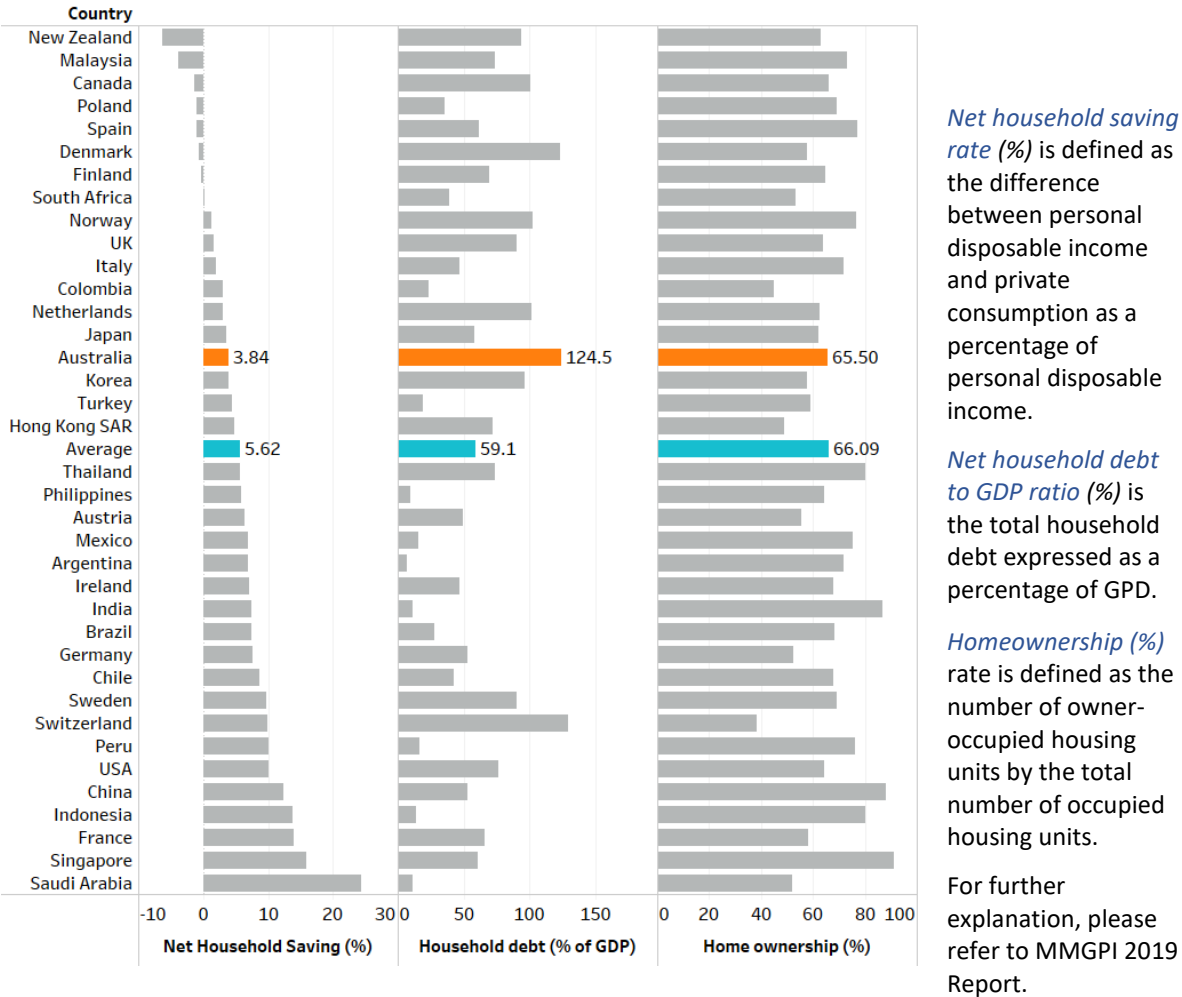 Country
New Zealand
Malaysia
Canada
Poland
Spain
Denmark
Finland
South Africa
Norway
UK
Italy
Colombia
Netherlands
Japan
Australia 3.84 124.5 65.50
Korea
Turkey
Hong Kong SAR
Average 5.62 59.1 66.09
Thailand
Philippines
Austria
Mexico
Argentina
Ireland
India
Brazil
Germany
Chile
Sweden
Switzerland
Peru
USA
China
Indonesia
France
Singapore
Saudi Arabia
-10 0 10 20 30 0 50 100 150 0 20 40 60 80 100
Net Household Saving (%) Household debt (% of GDP) Home ownership (%)
Net household saving
rate (%) is defined as
the difference
between personal
disposable income
and private
consumption as a
percentage of
personal disposable
income.
Net household debt
to GDP ratio (%) is
the total household
debt expressed as a
percentage of GPD.
Homeownership (%)
rate is defined as the
number of owner-
occupied housing
units by the total
number of occupied
housing units.
For further
explanation, please
refer to MMGPI 2019
Report.